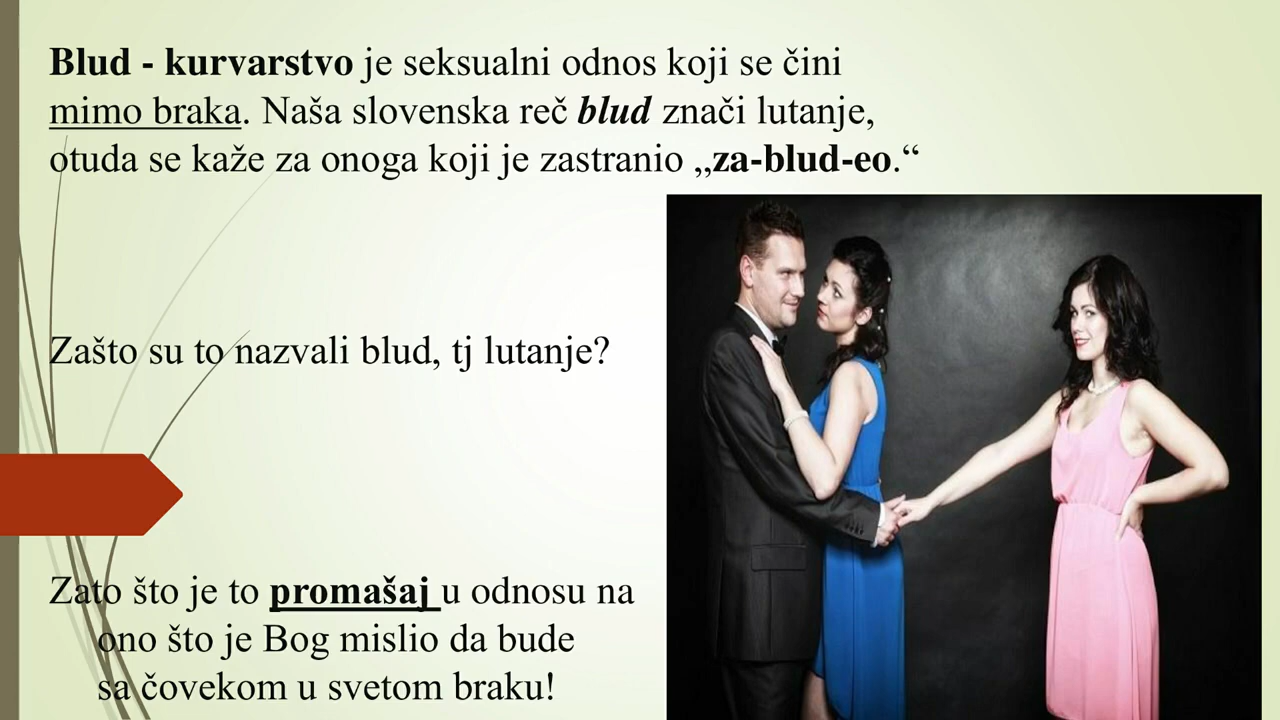 Blud - kurvarstvo je seksualni odnos koji se čini
mimo braka. Naša slovenska reč blud znači lutanje,
otuda se kaže za onoga koji je zastranio „za-blud-eo.“
Zašto su to nazvali blud, tj lutanje?
Zato što je to promašaj u odnosu na
ono što je Bog mislio da bude
sa čovekom u svetom braku!